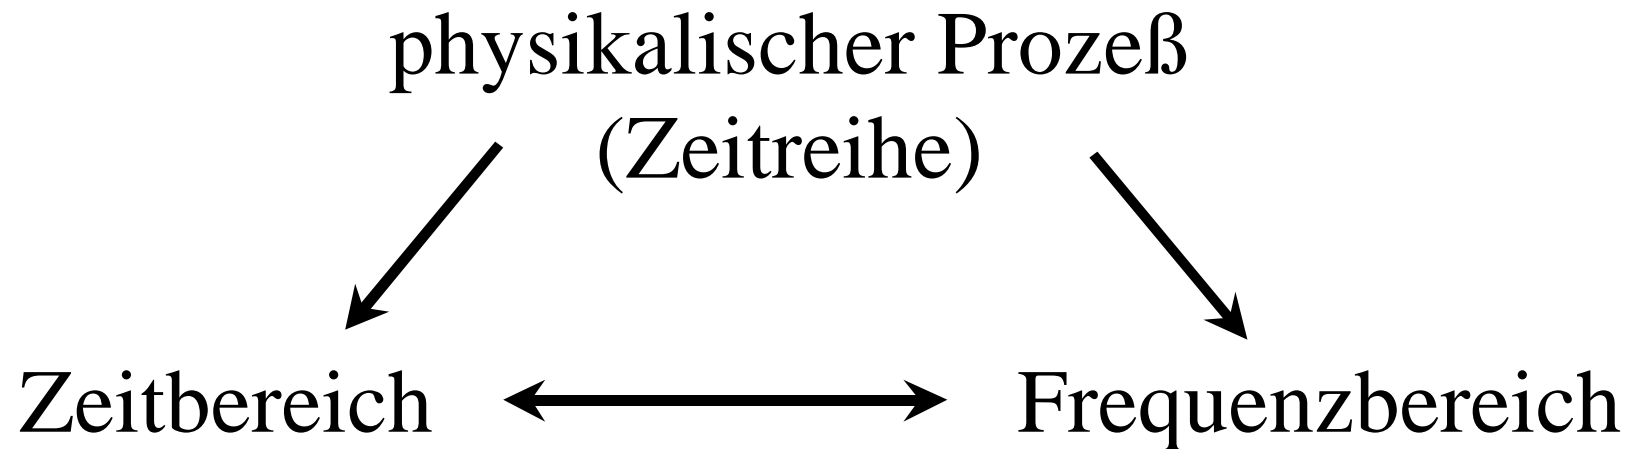 physikalischer Prozeß
(Zeitreihe)
Zeitbereich
Frequenzbereich